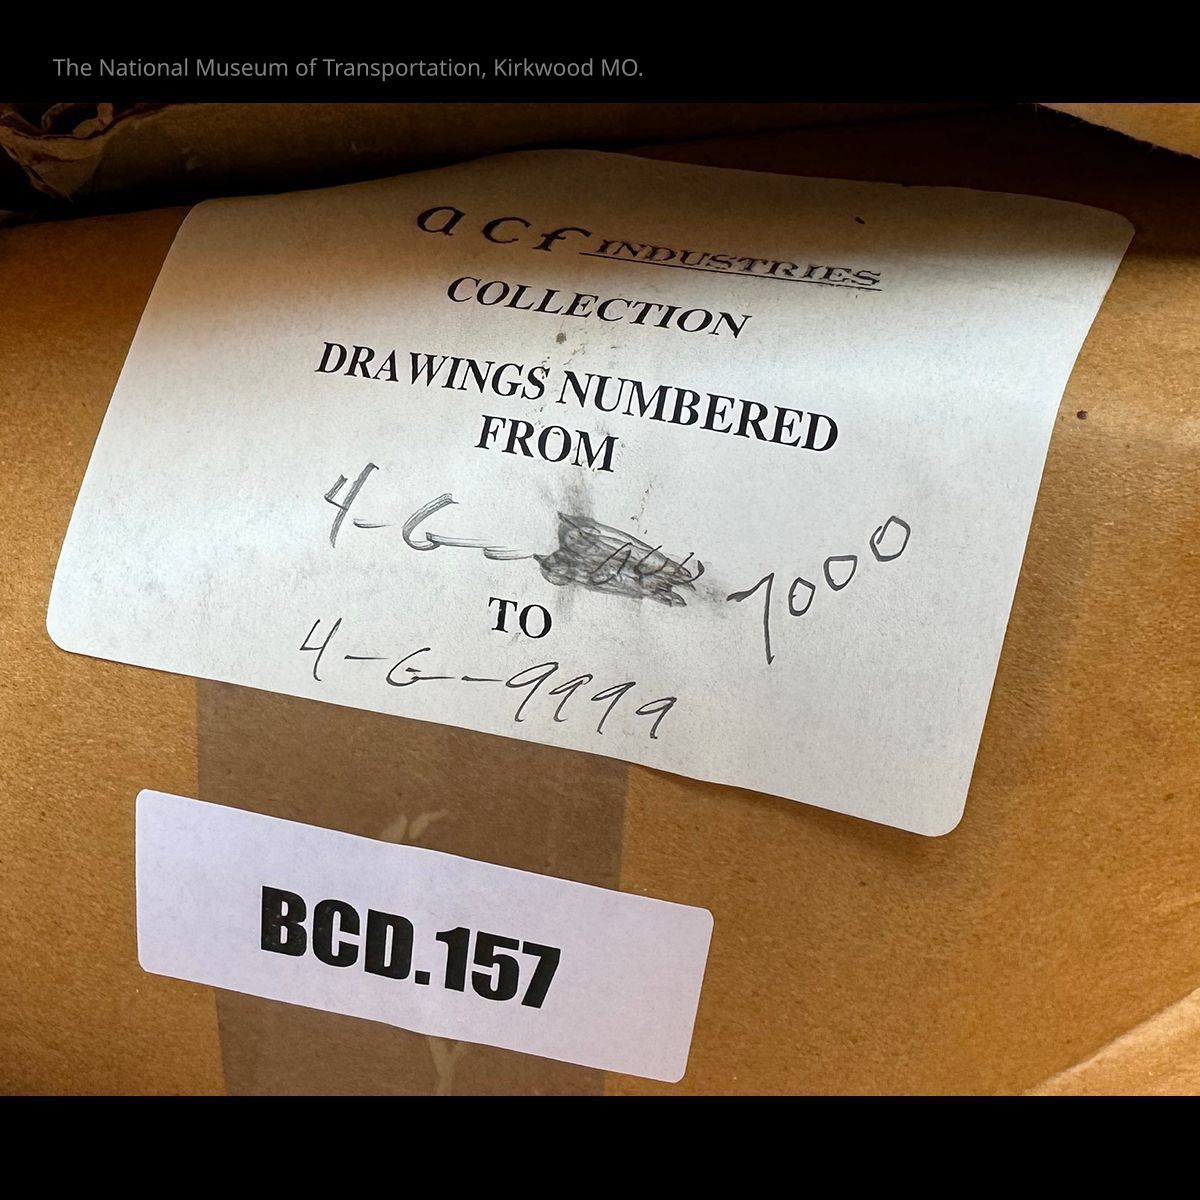 The National Museum of Transportation, Kirkwood MO.
acf INDUSTRIES
COLLECTION
DRAWINGS NUMBERED
FROM
4-G- 7000
TO
4-G-9999
BCD.157